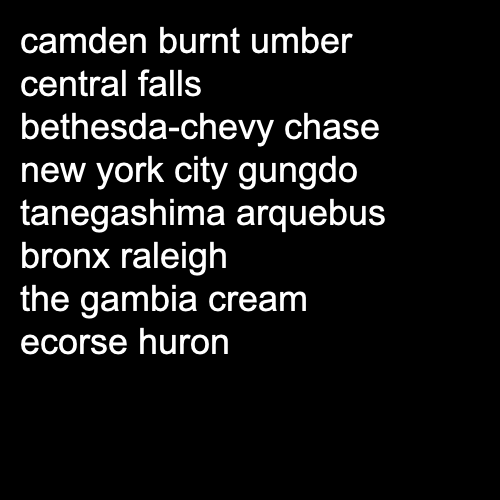 camden burnt umber
central falls
bethesda-chevy chase
new york city gungdo
tanegashima arquebus
bronx raleigh
the gambia cream
ecorse huron